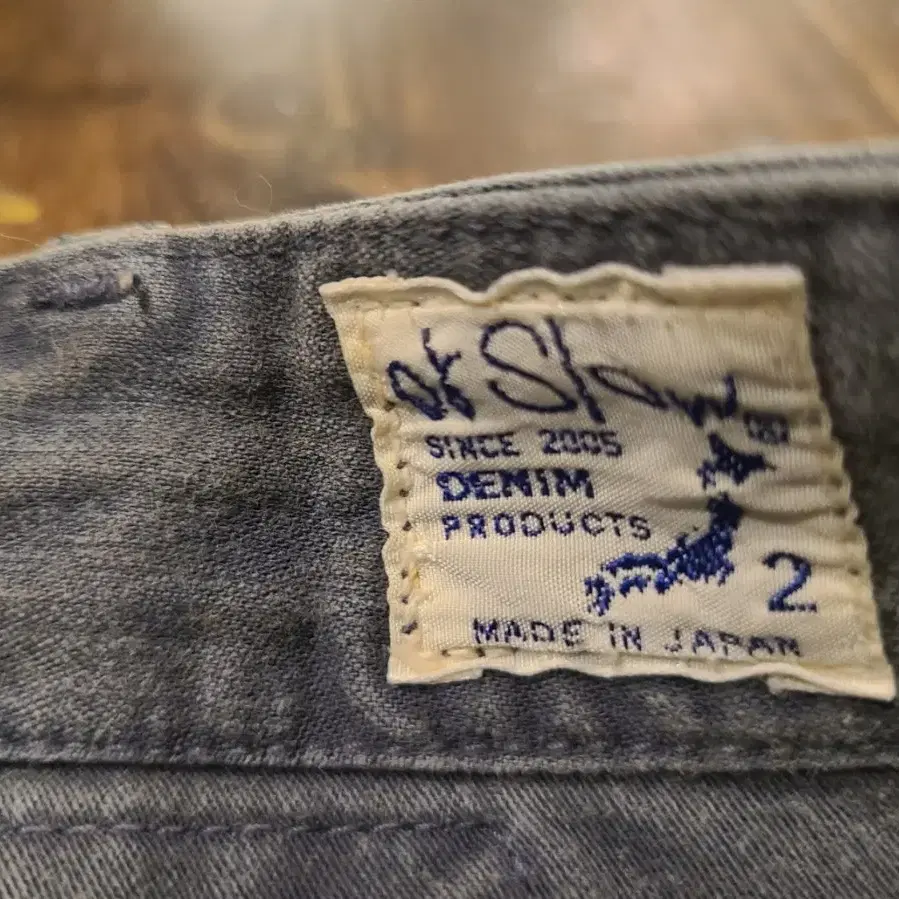 orSlow®
SINCE 2005
DENIM
PRODUCTS
2
MADE IN JAPAN